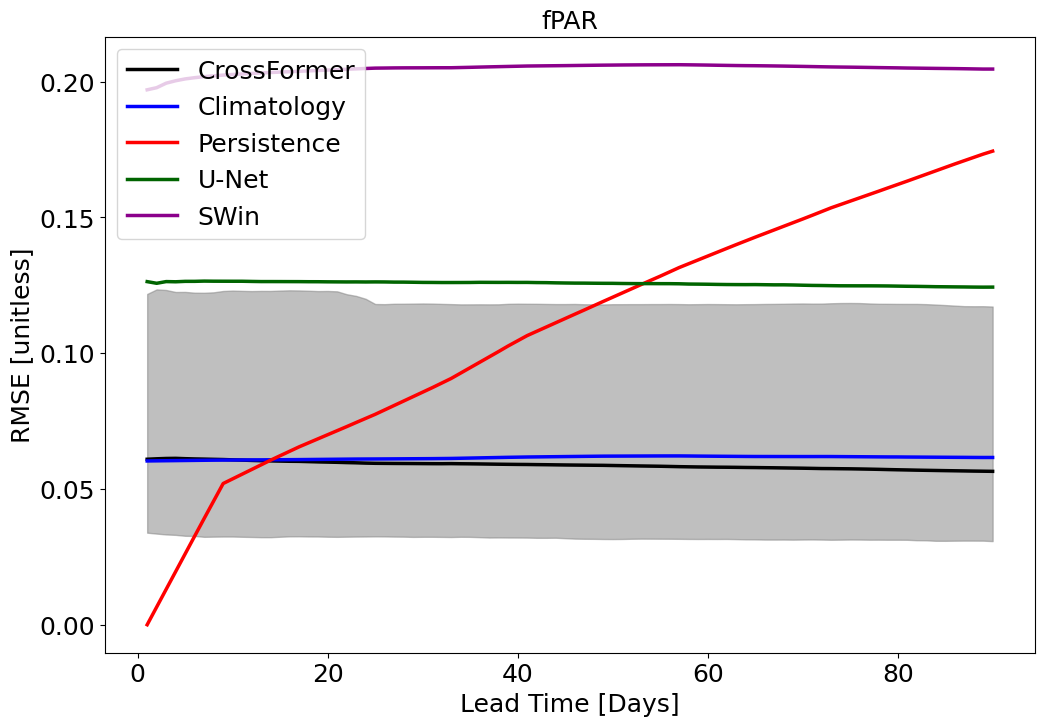 fPAR
CrossFormer
Climatology
Persistence
U-Net
SWin
0.20
0.15
0.10
0.05
0.00
RMSE [unitless]
0 20 40 60 80
Lead Time [Days]